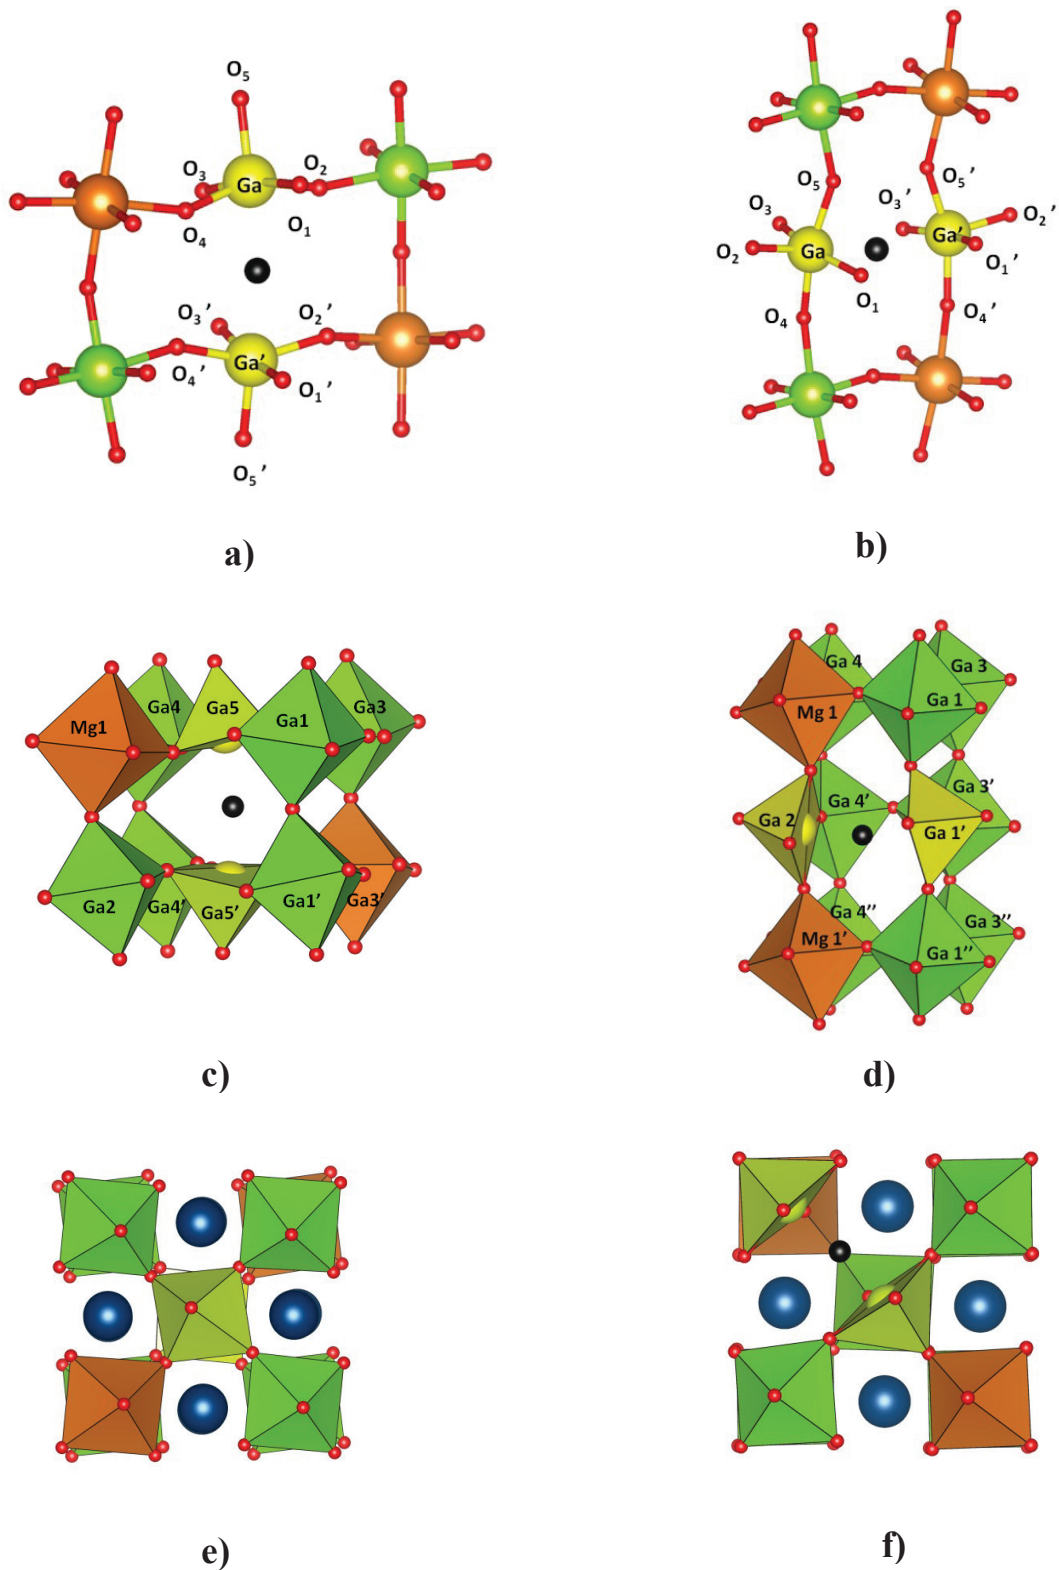 O5
O3
Ga
O2
O4
O1
O3'
O2'
Ga'
O4'
O1'
O5'
a)
O5
O5'
O3
O3'
O2'
O2
Ga
Ga'
O1'
O1
O4
O4'
b)
Mg1
Ga4
Ga5
Ga1
Ga3
Ga2
Ga4'
Ga5'
Ga1'
Ga3'
c)
Ga 4
Ga 3
Mg 1
Ga 1
Ga 2
Ga 4'
Ga 3'
Ga 1'
Ga 4''
Ga 3''
Mg 1'
Ga 1''
d)
e)
f)